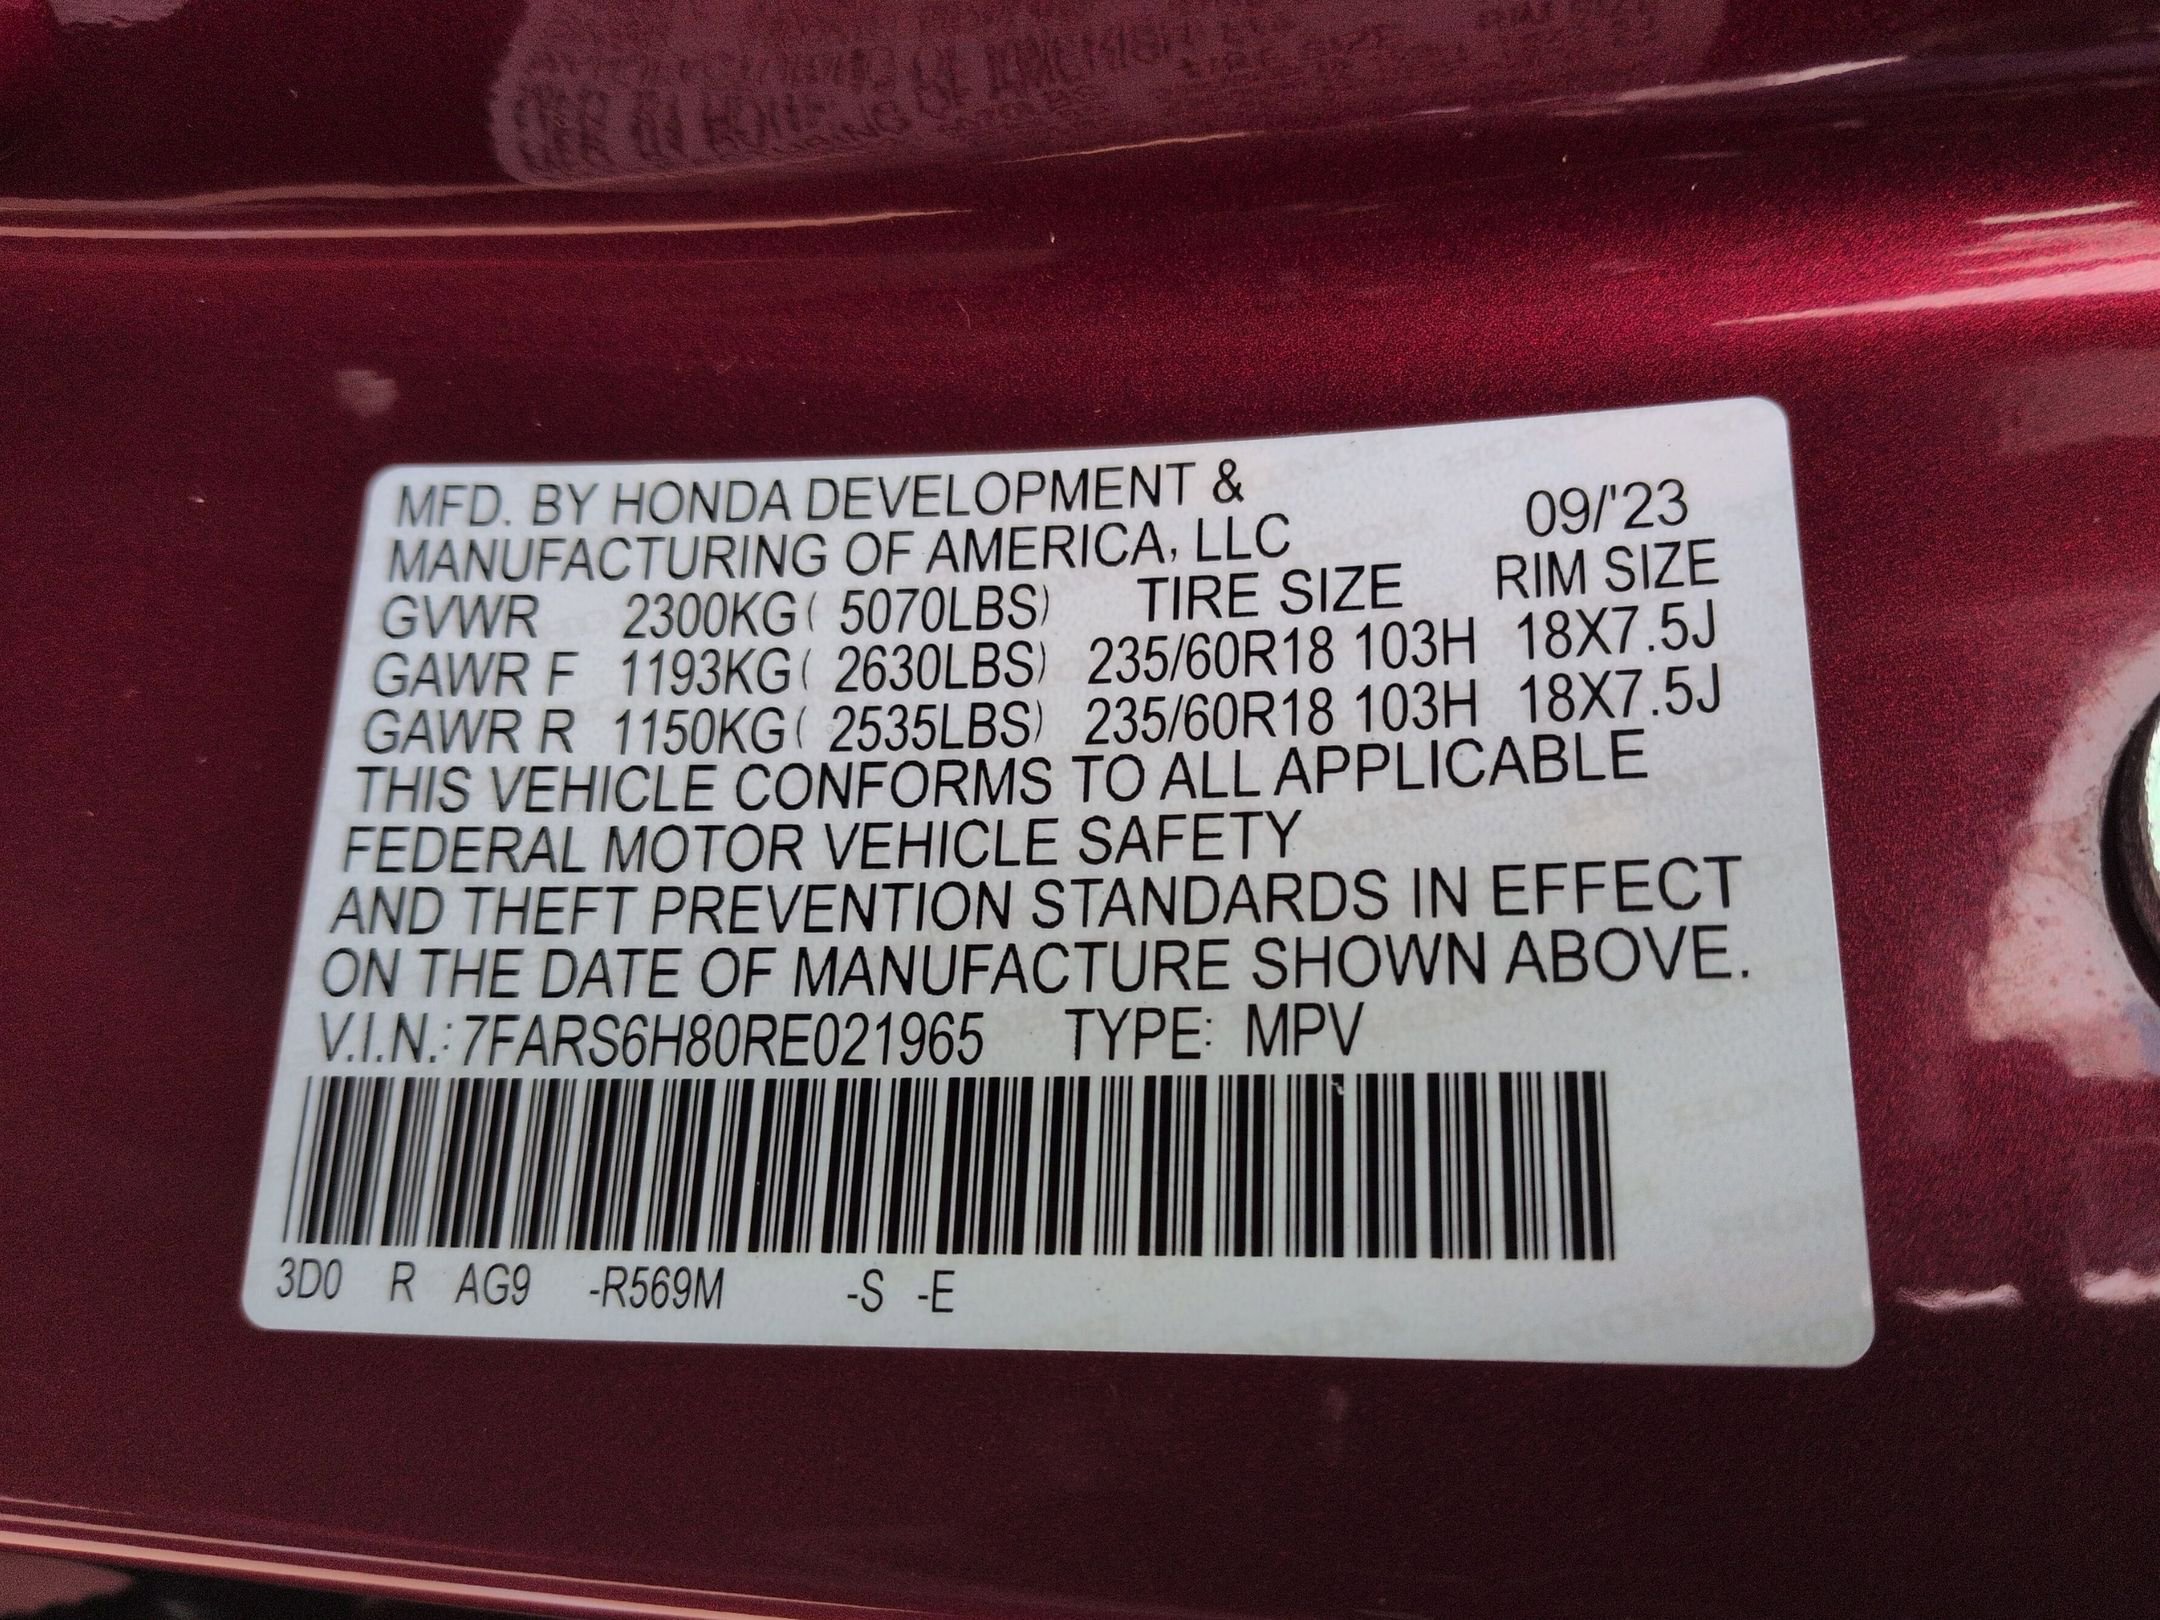 MFD. BY HONDA DEVELOPMENT &
MANUFACTURING OF AMERICA, LLC 09/'23
GVWR 2300KG( 5070LBS) TIRE SIZE RIM SIZE
GAWR F 1193KG( 2630LBS) 235/60R18 103H 18X7.5J
GAWR R 1150KG( 2535LBS) 235/60R18 103H 18X7.5J
THIS VEHICLE CONFORMS TO ALL APPLICABLE
FEDERAL MOTOR VEHICLE SAFETY
AND THEFT PREVENTION STANDARDS IN EFFECT
ON THE DATE OF MANUFACTURE SHOWN ABOVE.
V.I.N.: 7FARS6H80RE021965 TYPE: MPV
3D0 R AG9 -R569M -S -E